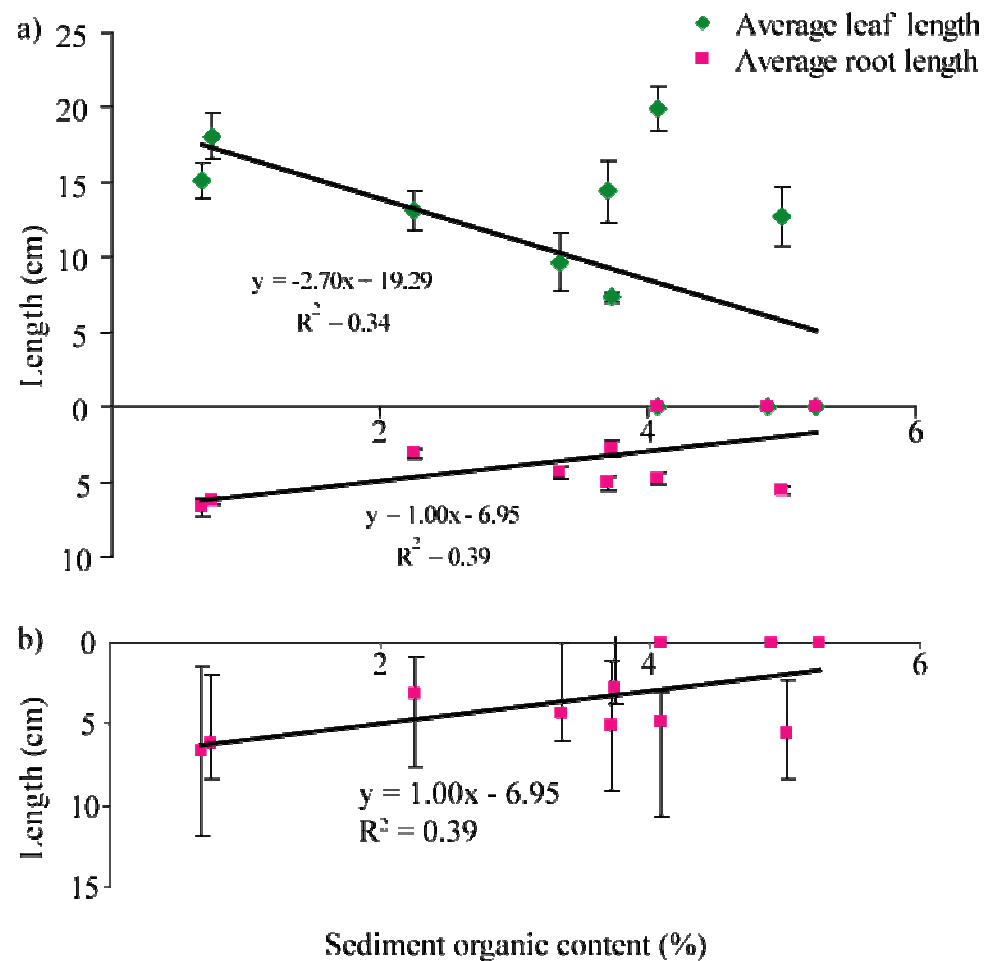 a)
Average leaf length
Average root length
25
20
15
10
5
0
5
10
2
4
6
Length (cm)
y = -2.70x – 19.29
R² – 0.34
y – 1.00x - 6.95
R² – 0.39
b)
0
5
10
15
2
4
6
Length (cm)
y = 1.00x - 6.95
R² = 0.39
Sediment organic content (%)